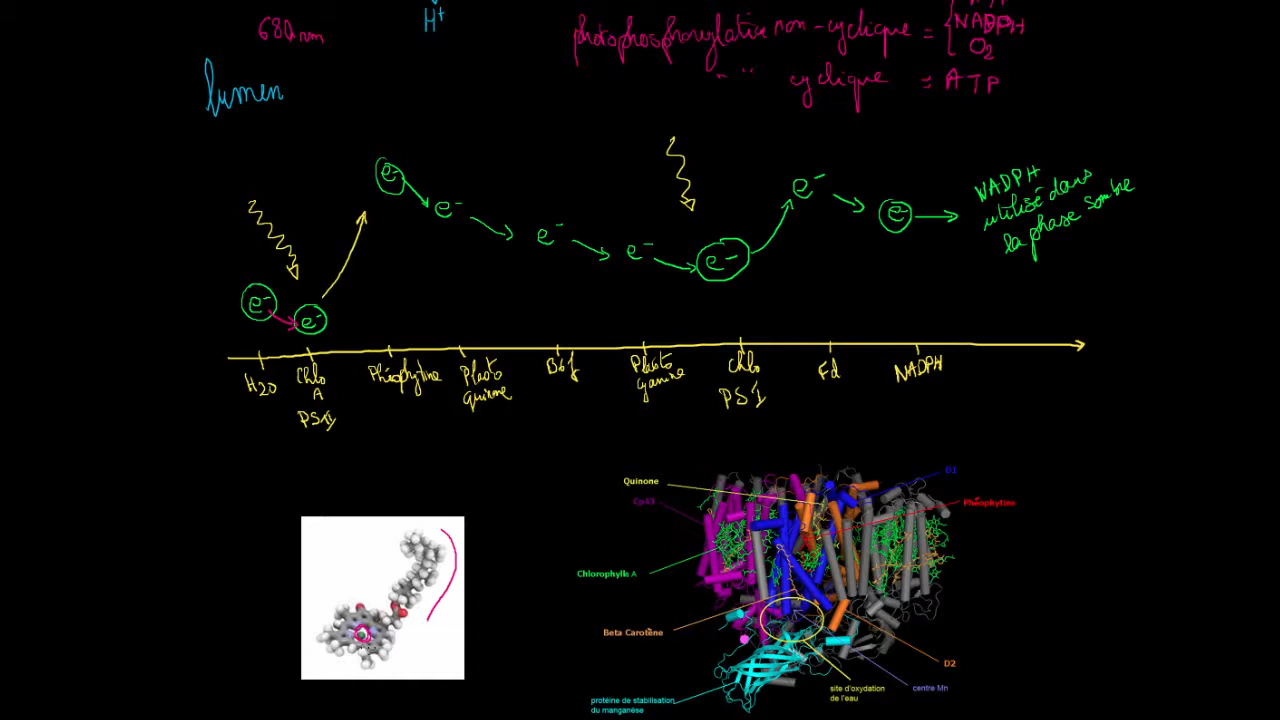 H+
680 nm
photophosphorylation non-cyclique = { NADPH
O2
" " cyclique = ATP
lumen
e-
e-
e-
e-
e-
e-
e-
e-
e-
NADPH
utilisé dans
la phase sombre
H2O
Chlo
A
PSII
Phéophytine
Plasto
quinone
B6f
Plasto
cyanine
Chlo
PSI
Fd
NADPH
Quinone
D1
Cp43
Phéophytine
Chlorophylle A
Beta Carotène
D2
site d'oxydation
de l'eau
centre Mn
protéine de stabilisation
du manganèse